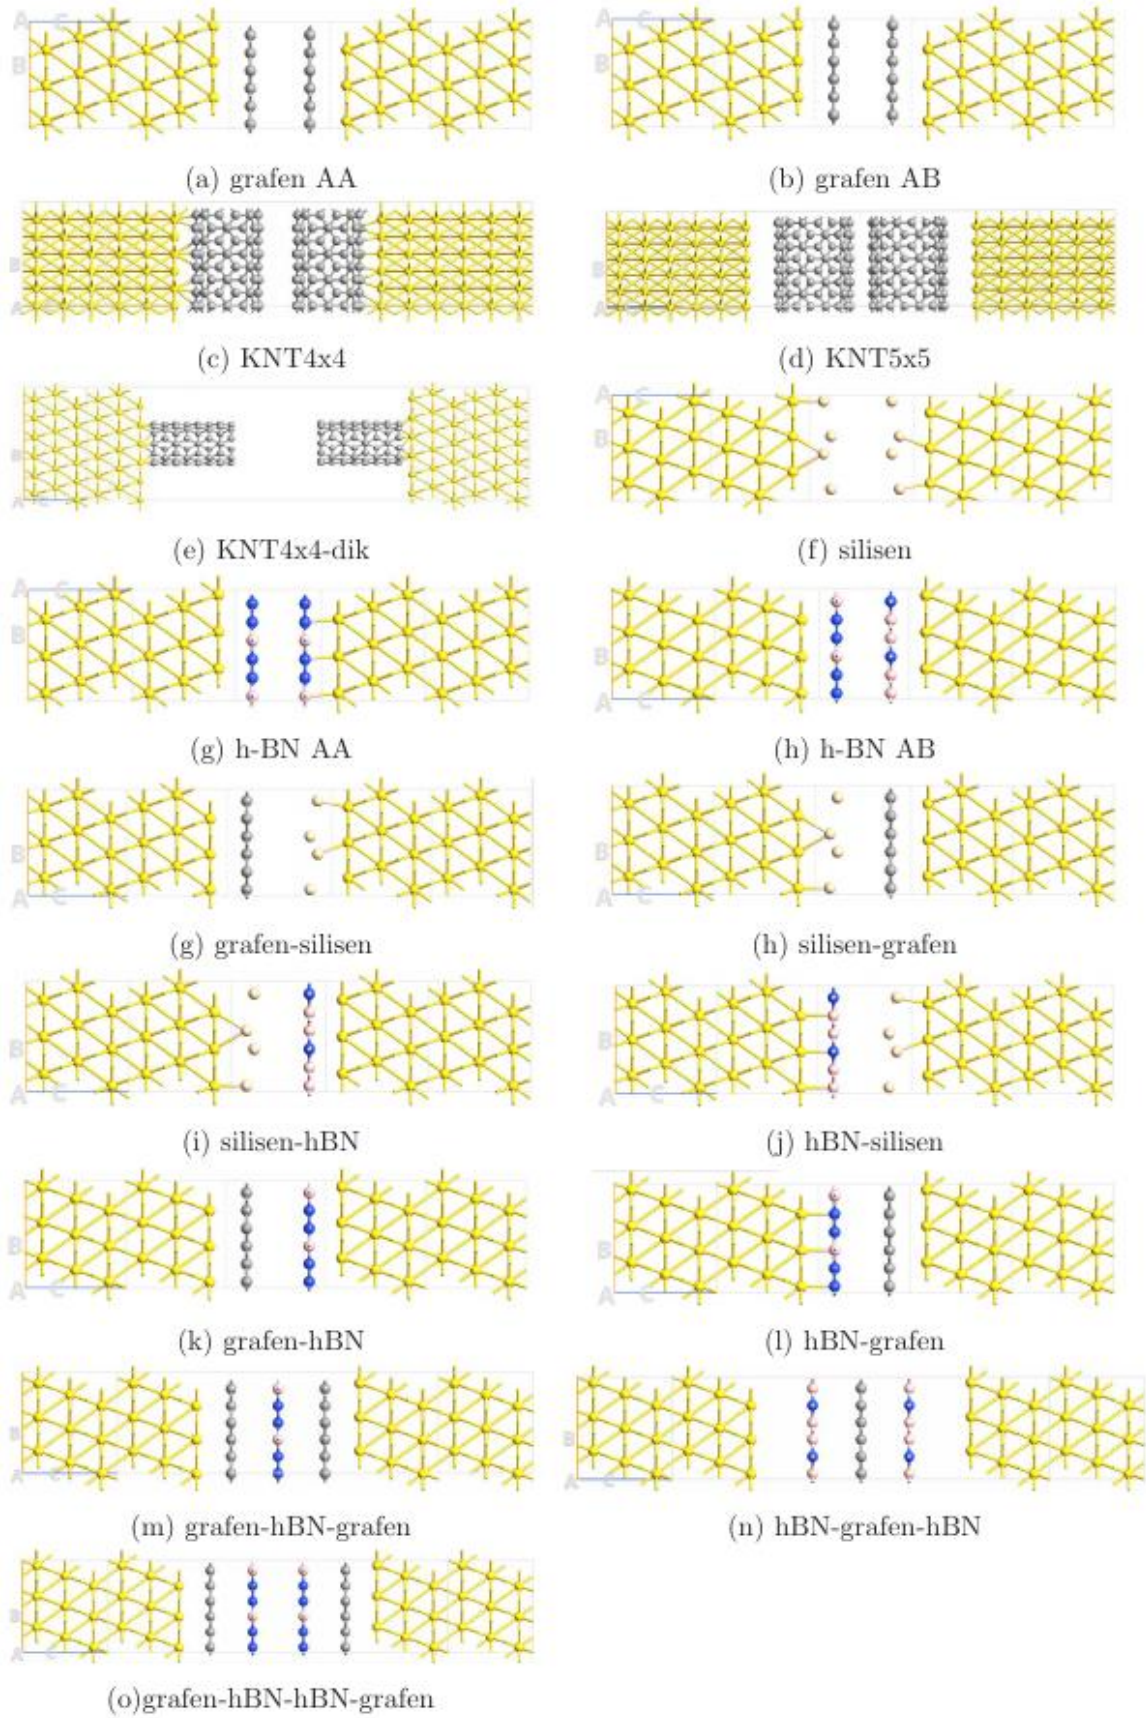 (a) grafen AA
(b) grafen AB
(c) KNT4x4
(d) KNT5x5
(e) KNT4x4-dik
(f) silisen
(g) h-BN AA
(h) h-BN AB
(g) grafen-silisen
(h) silisen-grafen
(i) silisen-hBN
(j) hBN-silisen
(k) grafen-hBN
(l) hBN-grafen
(m) grafen-hBN-grafen
(n) hBN-grafen-hBN
(o)grafen-hBN-hBN-grafen